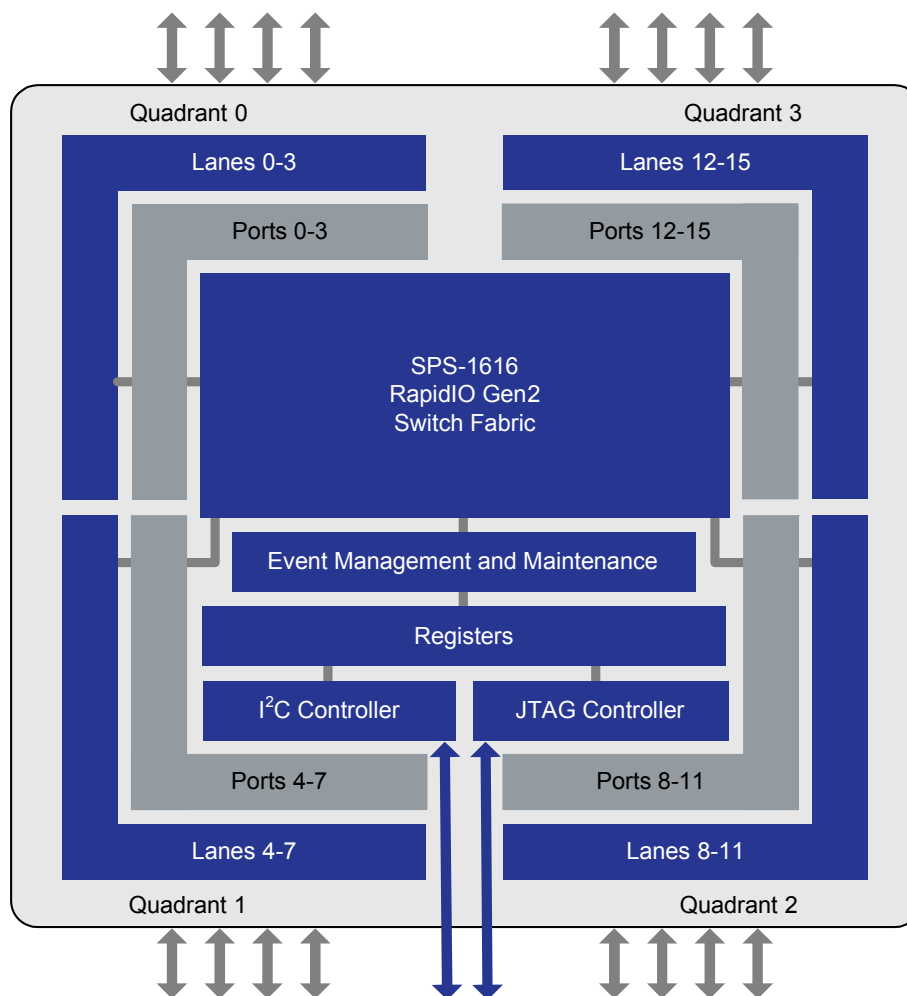 Quadrant 0
Quadrant 3
Lanes 0-3
Lanes 12-15
Ports 0-3
Ports 12-15
SPS-1616
RapidIO Gen2
Switch Fabric
Event Management and Maintenance
Registers
I²C Controller
JTAG Controller
Ports 4-7
Ports 8-11
Lanes 4-7
Lanes 8-11
Quadrant 1
Quadrant 2